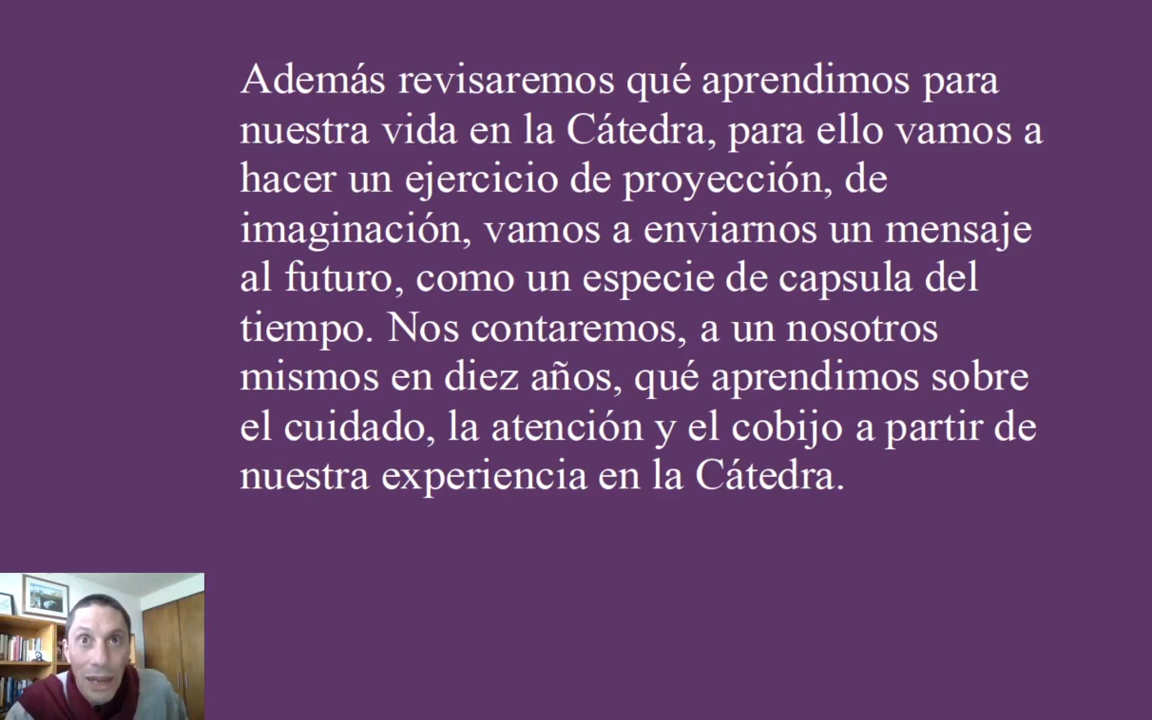 Además revisaremos qué aprendimos para
nuestra vida en la Cátedra, para ello vamos a
hacer un ejercicio de proyección, de
imaginación, vamos a enviarnos un mensaje
al futuro, como un especie de capsula del
tiempo. Nos contaremos, a un nosotros
mismos en diez años, qué aprendimos sobre
el cuidado, la atención y el cobijo a partir de
nuestra experiencia en la Cátedra.